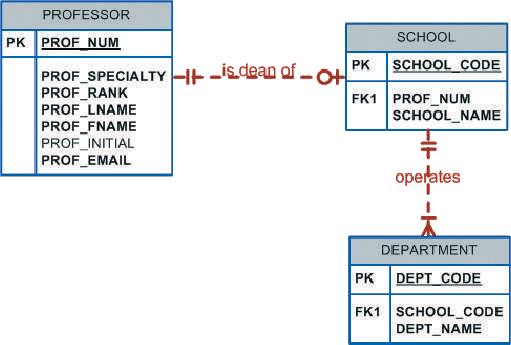 PROFESSOR
PK PROF_NUM
PROF_SPECIALTY
PROF_RANK
PROF_LNAME
PROF_FNAME
PROF_INITIAL
PROF_EMAIL
is dean of
SCHOOL
PK SCHOOL_CODE
FK1 PROF_NUM
SCHOOL_NAME
operates
DEPARTMENT
PK DEPT_CODE
FK1 SCHOOL_CODE
DEPT_NAME